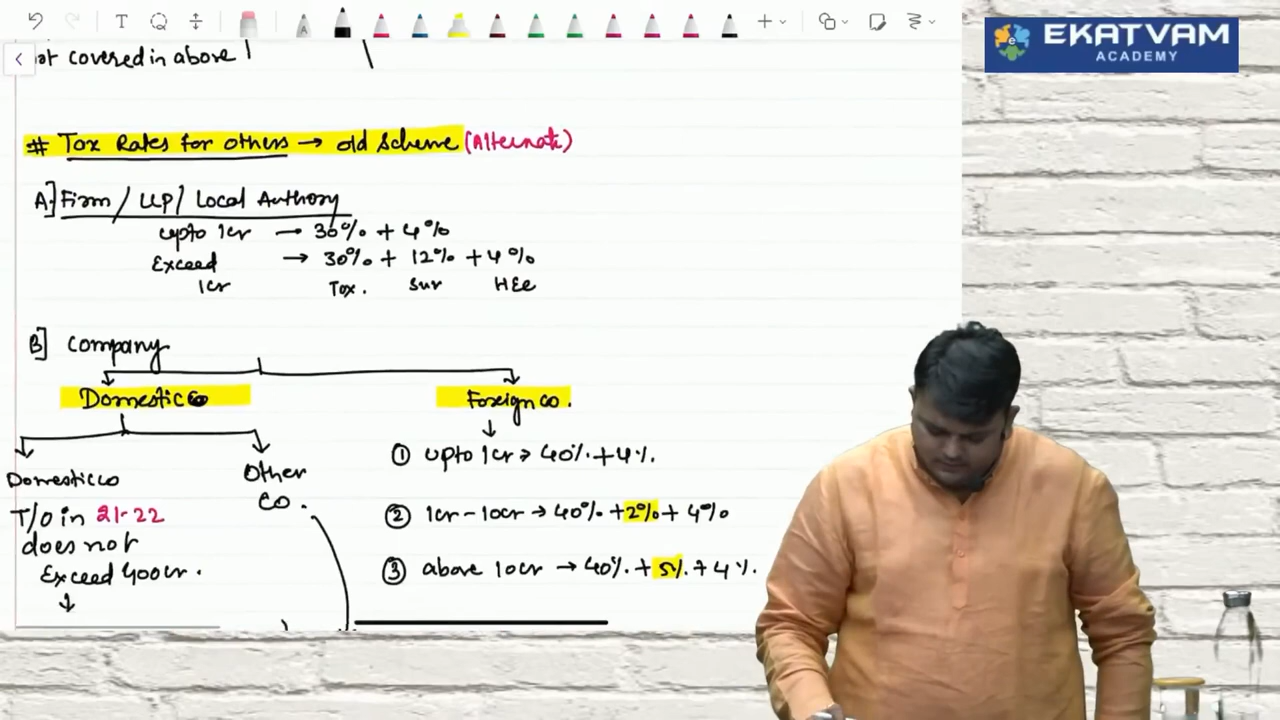 EKATVAM
ACADEMY
ot covered in above
# Tax Rates for others → old Scheme (Alternate)
A] Firm / LLP / Local Authory
upto 1cr → 30% + 4%
Exceed → 30% + 12% + 4%
1cr Tax. Sur HEC
B] Company
Domestic Co
Foreign co.
① upto 1cr → 40% + 4%.
② 1cr - 10cr → 40% + 2% + 4%
③ above 10cr → 40% + 5% + 4%.
Domestic co
T/O in 21-22
does not
Exceed 400cr.
Other
Co.